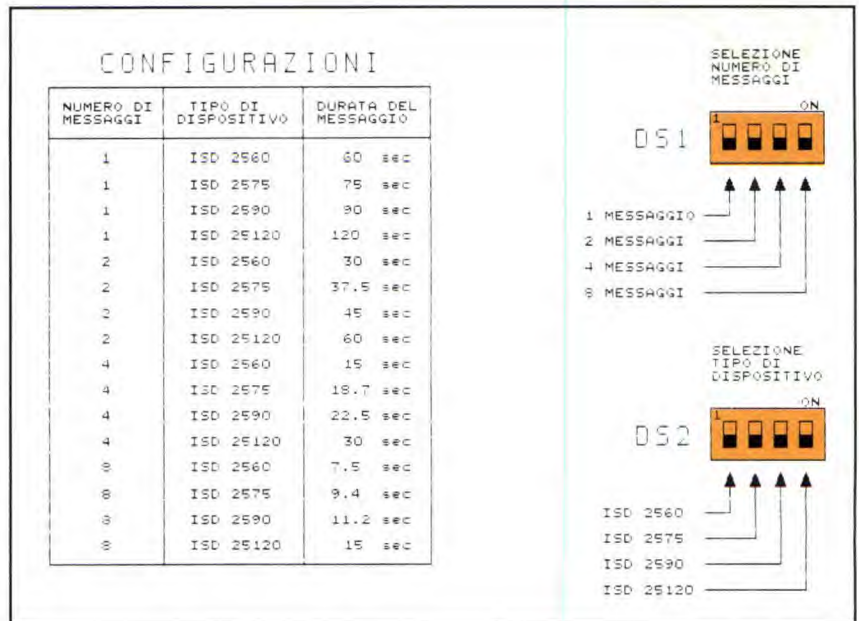 CONFIGURAZIONI
NUMERO DI MESSAGGI TIPO DI DISPOSITIVO DURATA DEL MESSAGGIO
1 ISD 2560 60 sec
1 ISD 2575 75 sec
1 ISD 2590 90 sec
1 ISD 25120 120 sec
2 ISD 2560 30 sec
2 ISD 2575 37.5 sec
2 ISD 2590 45 sec
2 ISD 25120 60 sec
4 ISD 2560 15 sec
4 ISD 2575 18.7 sec
4 ISD 2590 22.5 sec
4 ISD 25120 30 sec
8 ISD 2560 7.5 sec
8 ISD 2575 9.4 sec
8 ISD 2590 11.2 sec
8 ISD 25120 15 sec
SELEZIONE
NUMERO DI
MESSAGGI
ON
1
DS1
1 MESSAGGIO
2 MESSAGGI
4 MESSAGGI
8 MESSAGGI
SELEZIONE
TIPO DI
DISPOSITIVO
ON
1
DS2
ISD 2560
ISD 2575
ISD 2590
ISD 25120